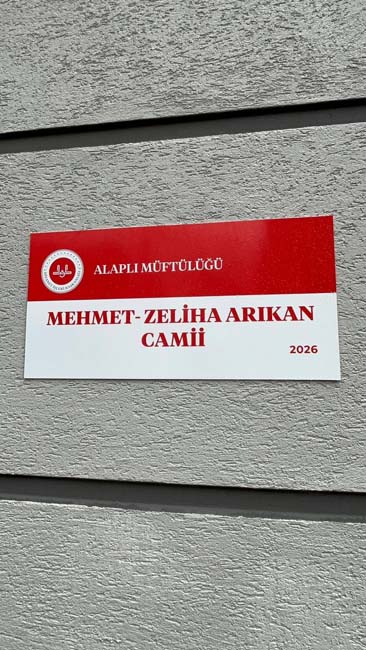 ALAPLI MÜFTÜLÜĞÜ
MEHMET- ZELİHA ARIKAN
CAMİİ
2026